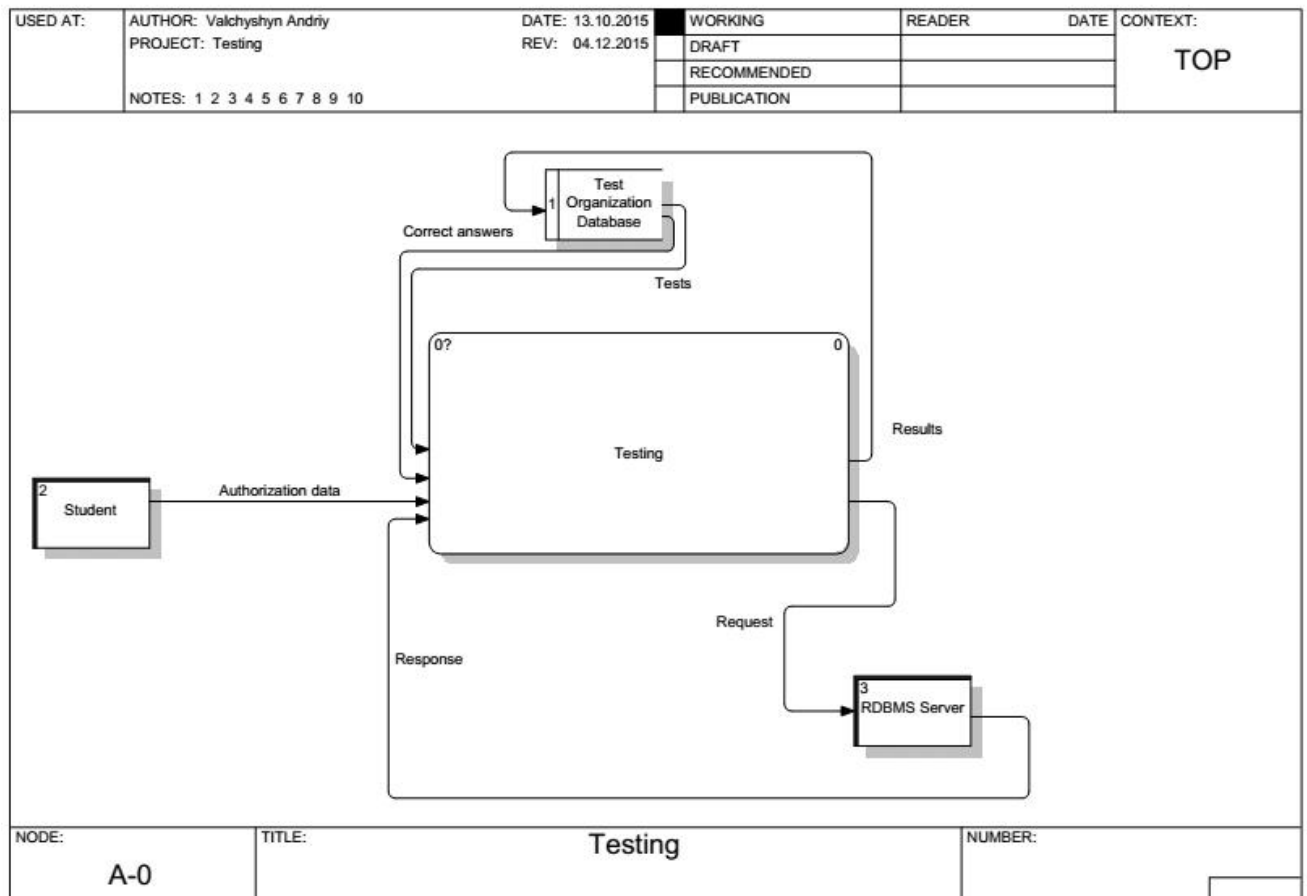 USED AT:
AUTHOR: Valchyshyn Andriy
DATE: 13.10.2015
PROJECT: Testing
REV: 04.12.2015
NOTES: 1 2 3 4 5 6 7 8 9 10
WORKING
DRAFT
RECOMMENDED
PUBLICATION
READER
DATE
CONTEXT:
TOP
1
Test
Organization
Database
Correct answers
Tests
0?
0
Testing
Results
2
Student
Authorization data
Request
Response
3
RDBMS Server
NODE:
A-0
TITLE:
Testing
NUMBER: